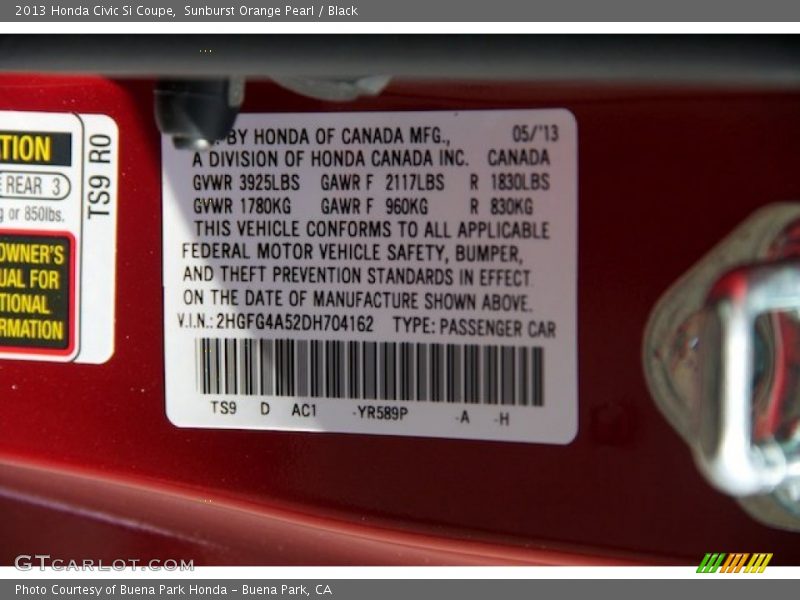 2013 Honda Civic Si Coupe,  Sunburst Orange Pearl / Black
BY HONDA OF CANADA MFG., 05/'13
A DIVISION OF HONDA CANADA INC. CANADA
GVWR 3925LBS GAWR F 2117LBS R 1830LBS
GVWR 1780KG GAWR F 960KG R 830KG
THIS VEHICLE CONFORMS TO ALL APPLICABLE
FEDERAL MOTOR VEHICLE SAFETY, BUMPER,
AND THEFT PREVENTION STANDARDS IN EFFECT
ON THE DATE OF MANUFACTURE SHOWN ABOVE.
V.I.N.: 2HGFG4A52DH704162 TYPE: PASSENGER CAR
TS9 D AC1 -YR589P -A -H
TION
REAR 3
g or 850lbs.
OWNER'S
UAL FOR
TIONAL
RMATION
TS9 R0
GTCARLOT.COM
Photo Courtesy of Buena Park Honda – Buena Park, CA